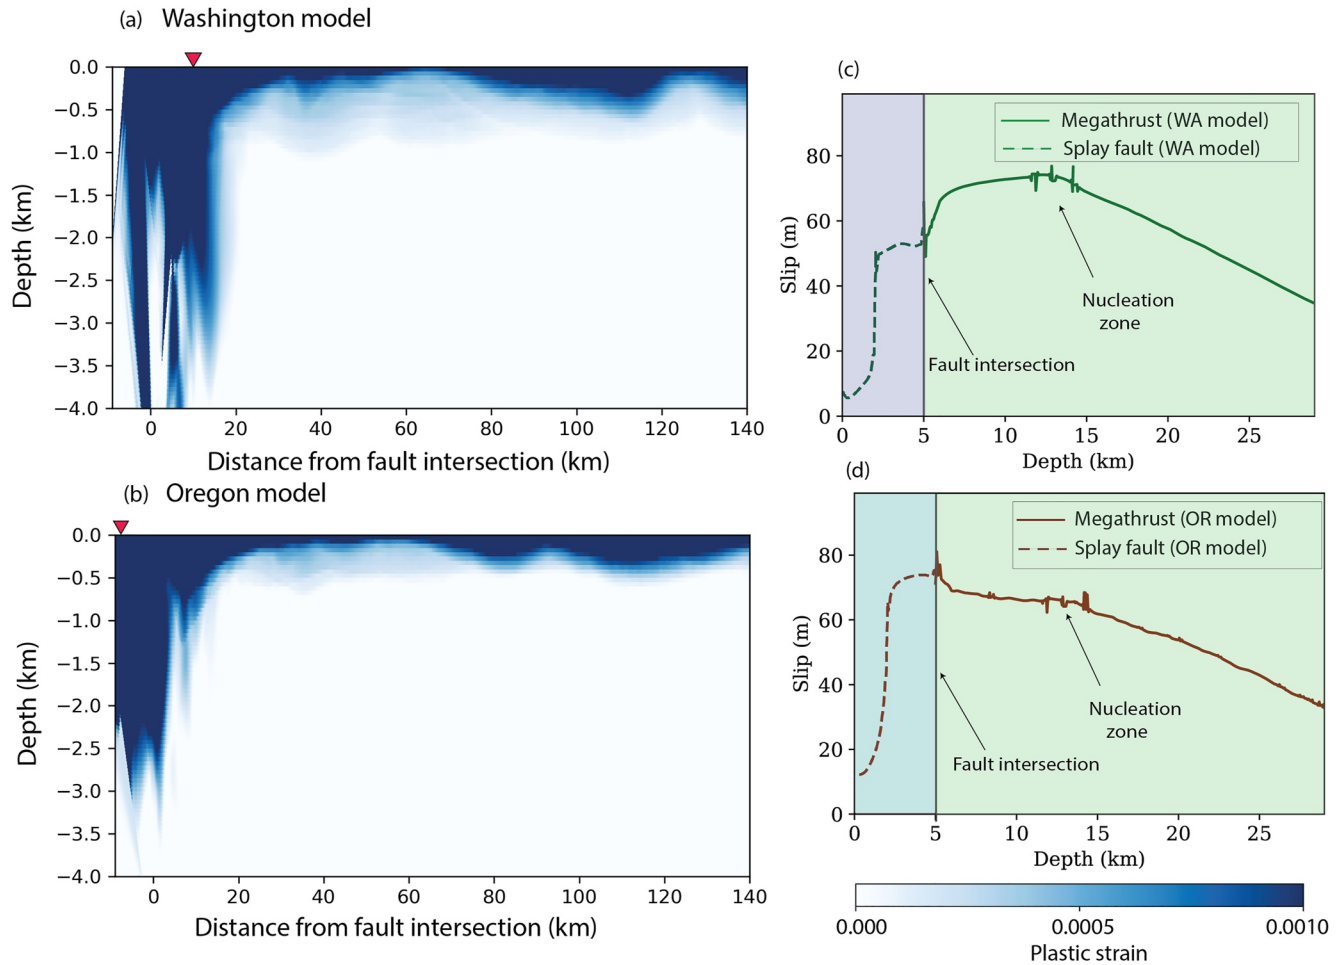 (a) Washington model
0.0
−0.5
−1.0
−1.5
−2.0
−2.5
−3.0
−3.5
−4.0
Depth (km)
0 20 40 60 80 100 120 140
Distance from fault intersection (km)
(b) Oregon model
0.0
−0.5
−1.0
−1.5
−2.0
−2.5
−3.0
−3.5
−4.0
Depth (km)
0 20 40 60 80 100 120 140
Distance from fault intersection (km)
(c)
Megathrust (WA model)
Splay fault (WA model)
80
60
40
20
0
Slip (m)
Nucleation
zone
Fault intersection
0 5 10 15 20 25
Depth (km)
(d)
Megathrust (OR model)
Splay fault (OR model)
80
60
40
20
0
Slip (m)
Nucleation
zone
Fault intersection
0 5 10 15 20 25
Depth (km)
0.000 0.0005 0.0010
Plastic strain